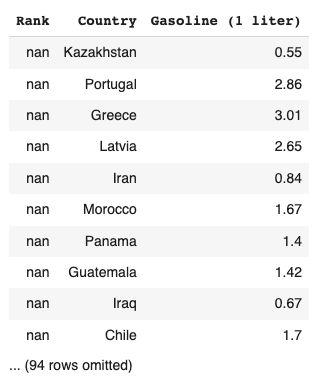 Rank Country Gasoline (1 liter)
nan Kazakhstan 0.55
nan Portugal 2.86
nan Greece 3.01
nan Latvia 2.65
nan Iran 0.84
nan Morocco 1.67
nan Panama 1.4
nan Guatemala 1.42
nan Iraq 0.67
nan Chile 1.7
... (94 rows omitted)